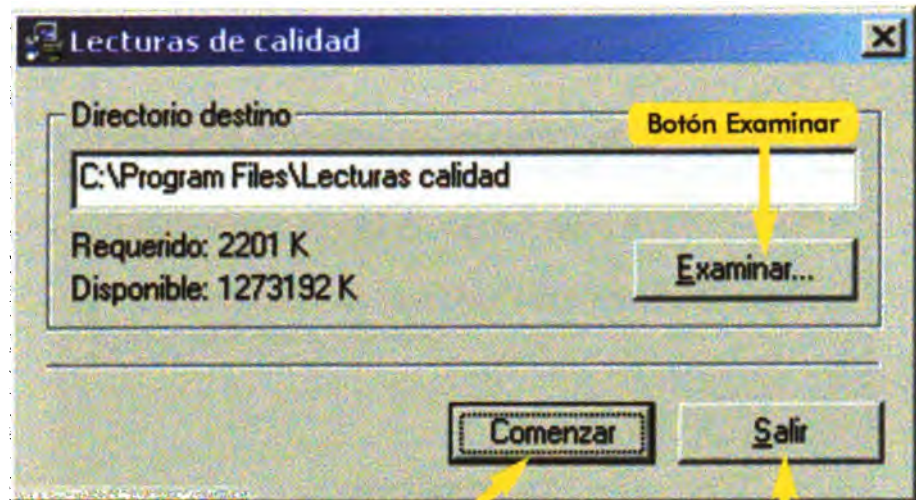 Lecturas de calidad
Directorio destino
Botón Examinar
C:\Program Files\Lecturas calidad
Requerido: 2201 K
Disponible: 1273192 K
Examinar...
Comenzar
Salir